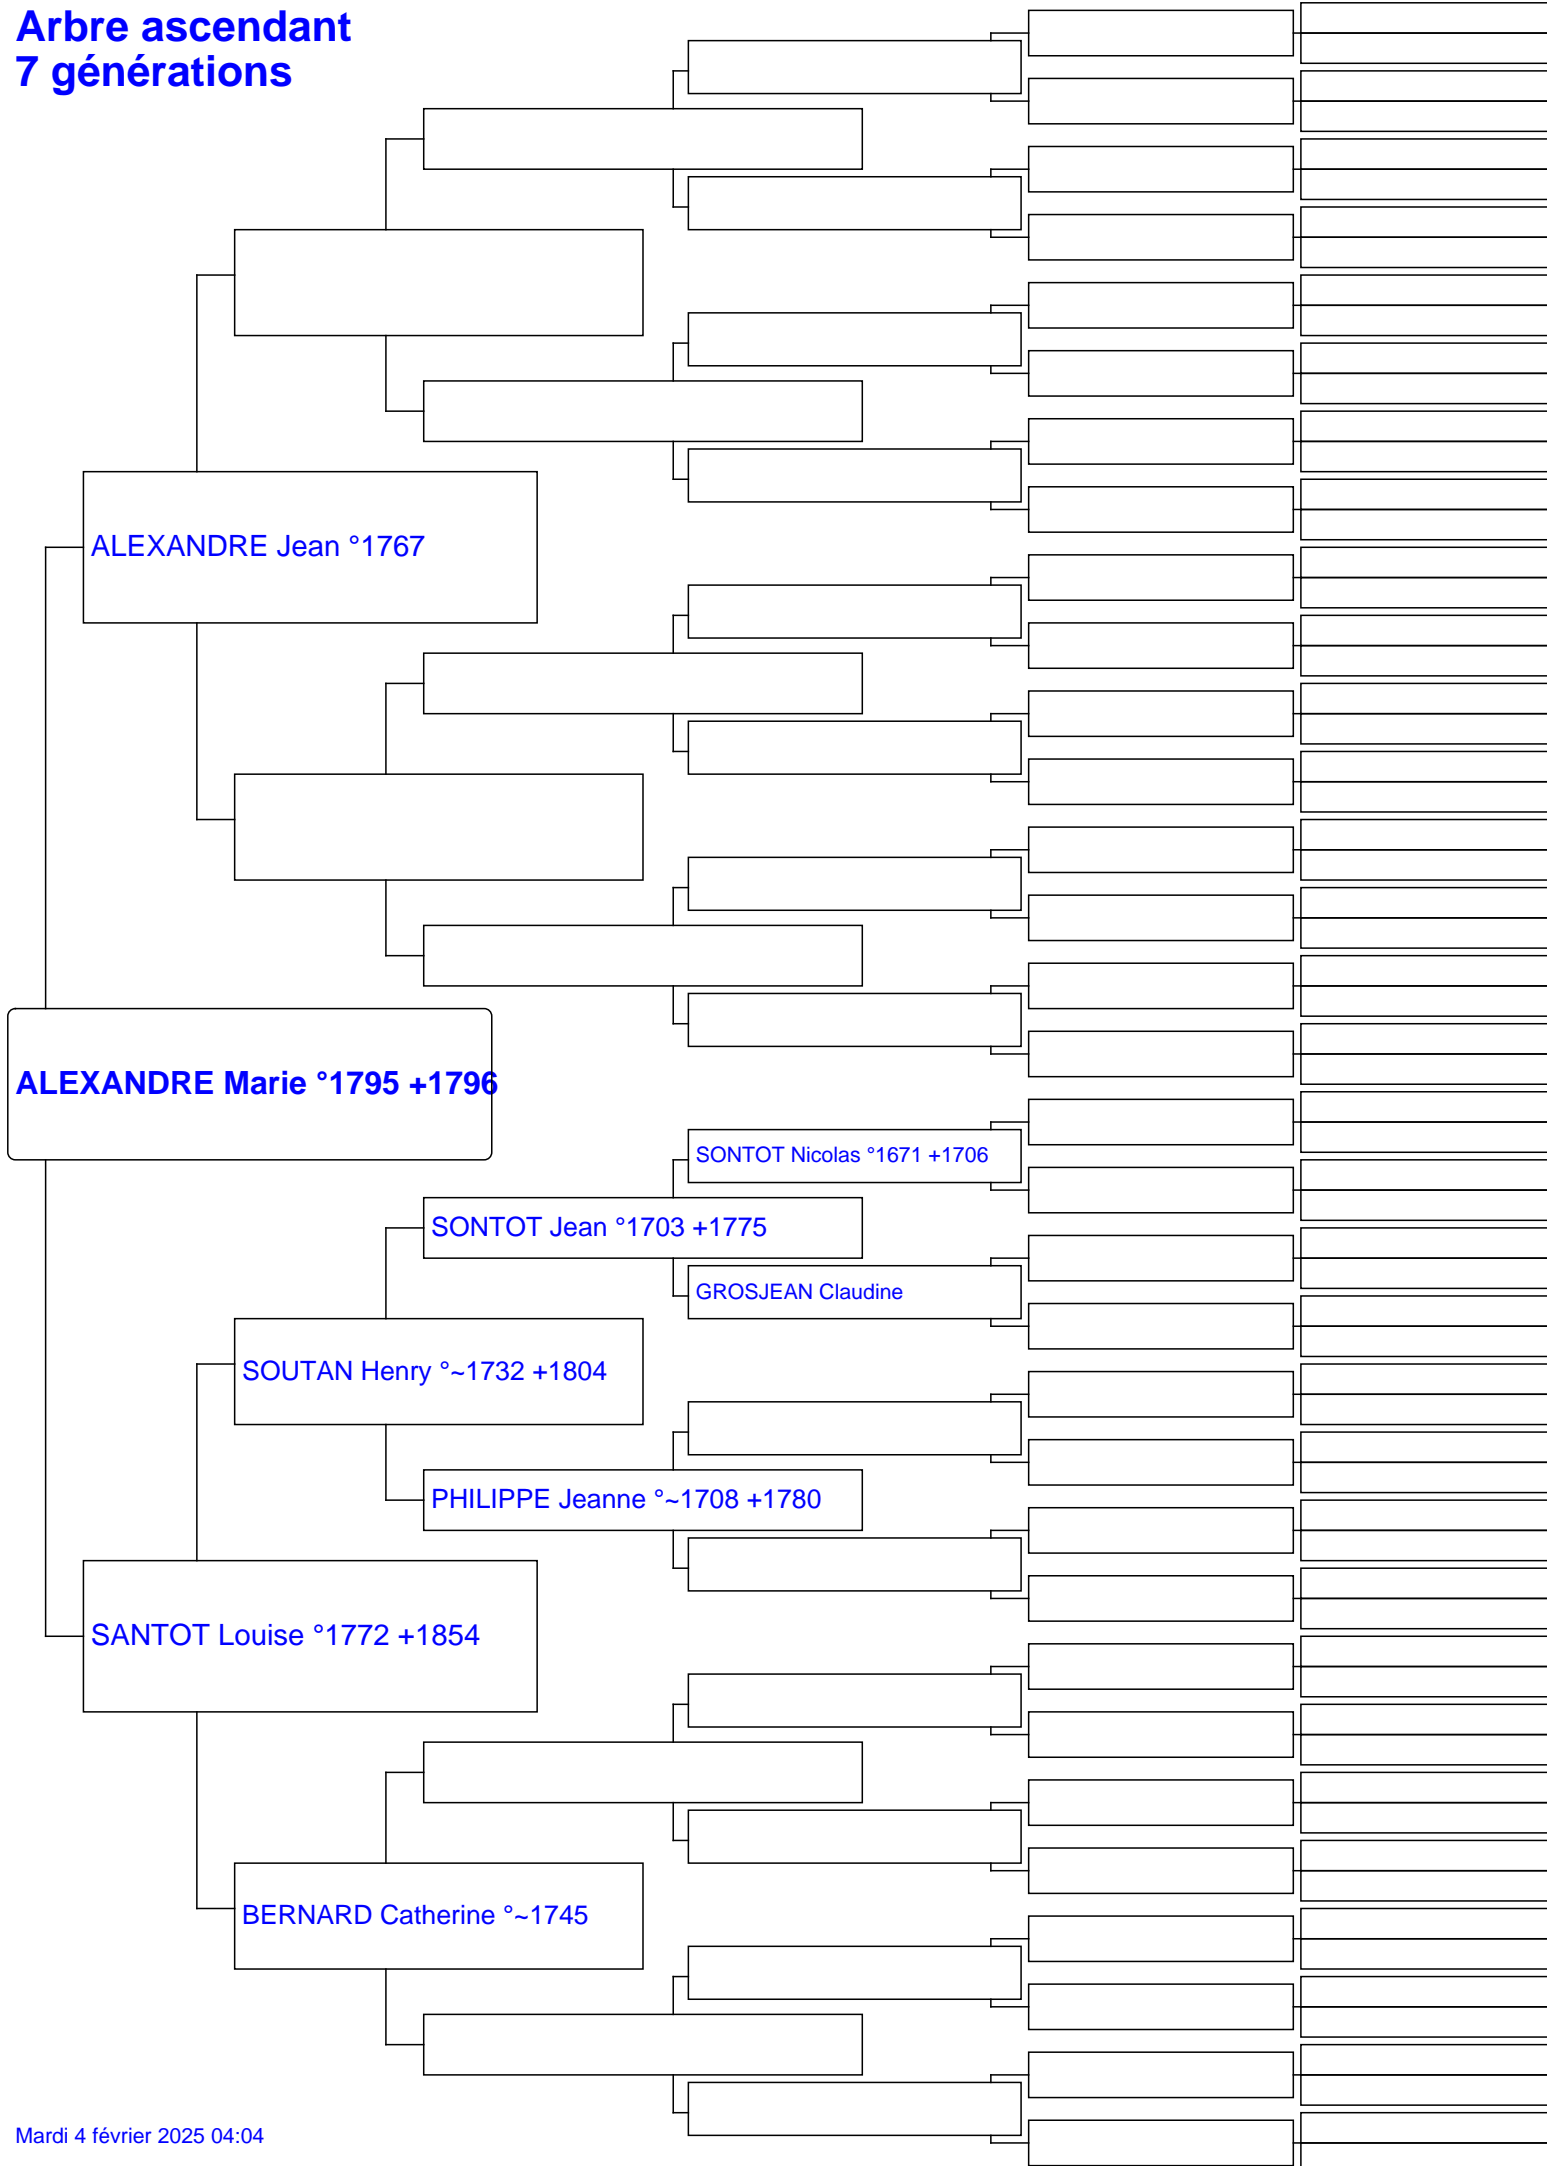 Arbre ascendant
7 générations
ALEXANDRE Jean °1767
ALEXANDRE Marie °1795 +1796
SONTOT Nicolas °1671 +1706
SONTOT Jean °1703 +1775
GROSJEAN Claudine
SOUTAN Henry °~1732 +1804
PHILIPPE Jeanne °~1708 +1780
SANTOT Louise °1772 +1854
BERNARD Catherine °~1745
Mardi 4 février 2025 04:04